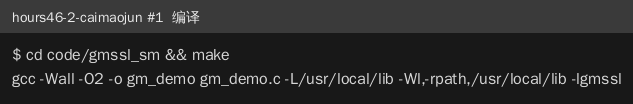 hours46-2-caimaojun #1 编译
$ cd code/gmssl_sm && make
gcc -Wall -O2 -o gm_demo gm_demo.c -L/usr/local/lib -Wl,-rpath,/usr/local/lib -lgmssl